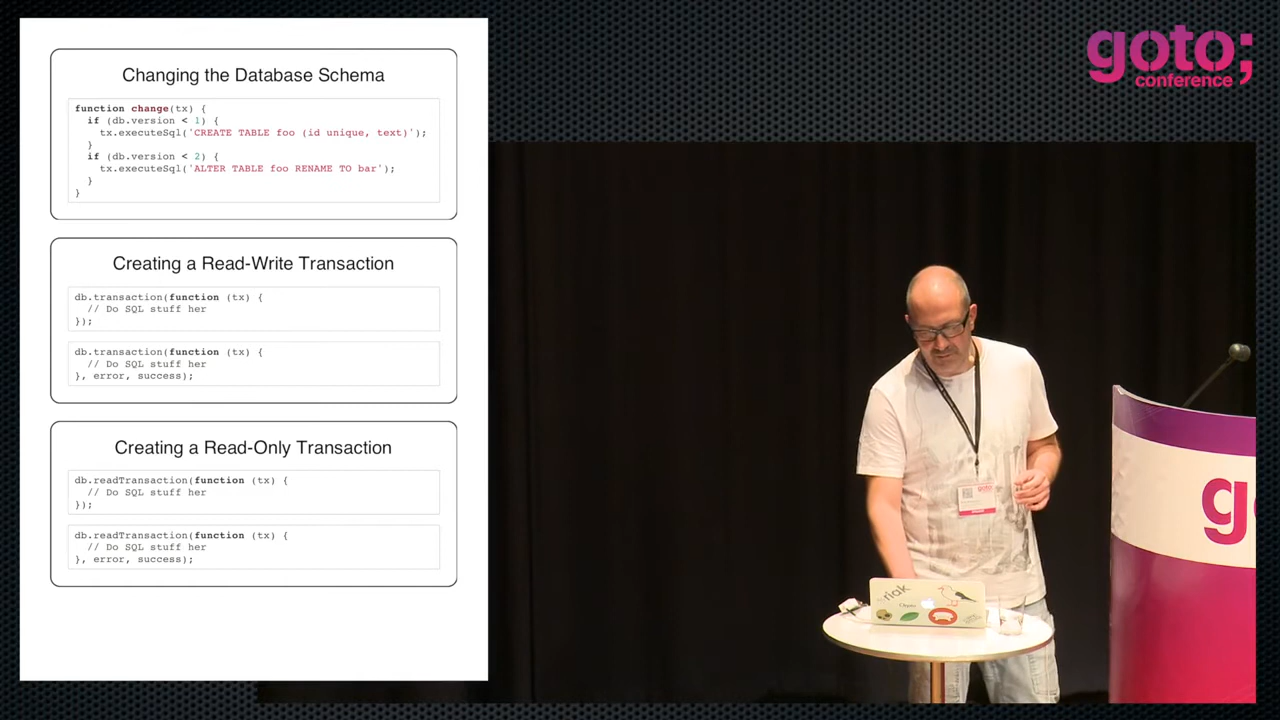 Changing the Database Schema
function change(tx) {
  if (db.version < 1) {
    tx.executeSql('CREATE TABLE foo (id unique, text)');
  }
  if (db.version < 2) {
    tx.executeSql('ALTER TABLE foo RENAME TO bar');
  }
}
Creating a Read-Write Transaction
db.transaction(function (tx) {
  // Do SQL stuff her
});
db.transaction(function (tx) {
  // Do SQL stuff her
}, error, success);
Creating a Read-Only Transaction
db.readTransaction(function (tx) {
  // Do SQL stuff her
});
db.readTransaction(function (tx) {
  // Do SQL stuff her
}, error, success);
goto;
conference
riak